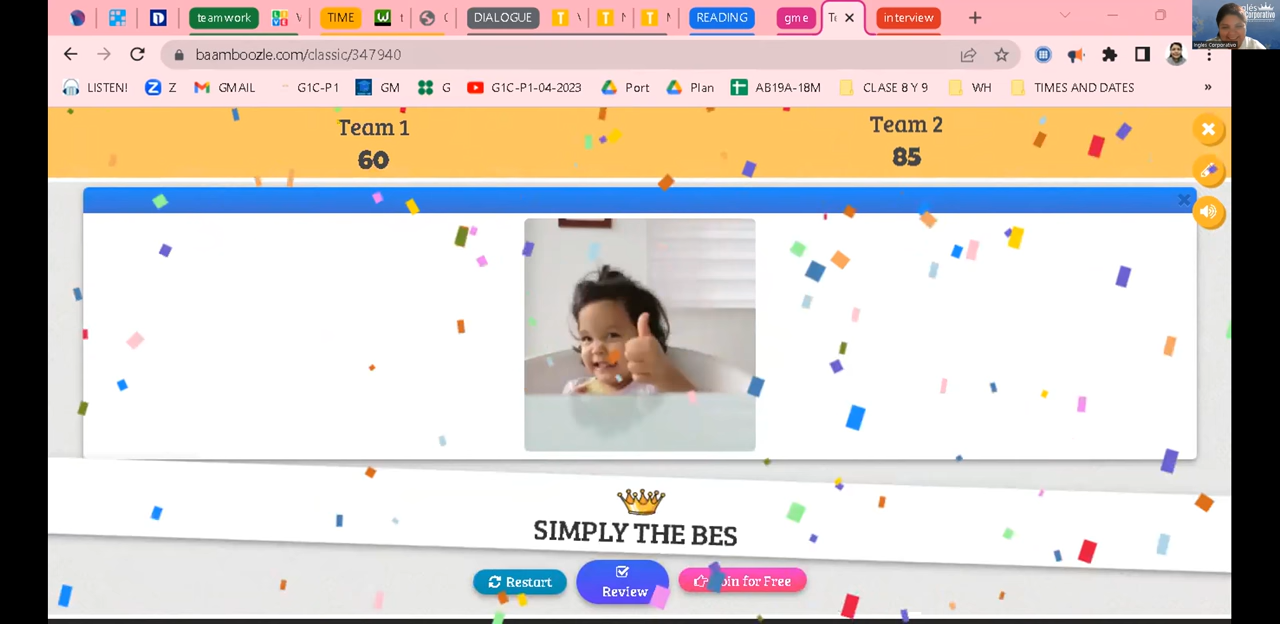 teamwork
TIME
DIALOGUE
READING
gme
interview
baamboozle.com/classic/347940
LISTEN!
Z
GMAIL
G1C-P1
GM
G
G1C-P1-04-2023
Port
Plan
AB19A-18M
CLASE 8 Y 9
WH
TIMES AND DATES
»
Team 1
60
Team 2
85
SIMPLY THE BES
Restart
Review
Join for Free
Inglés Corporativo